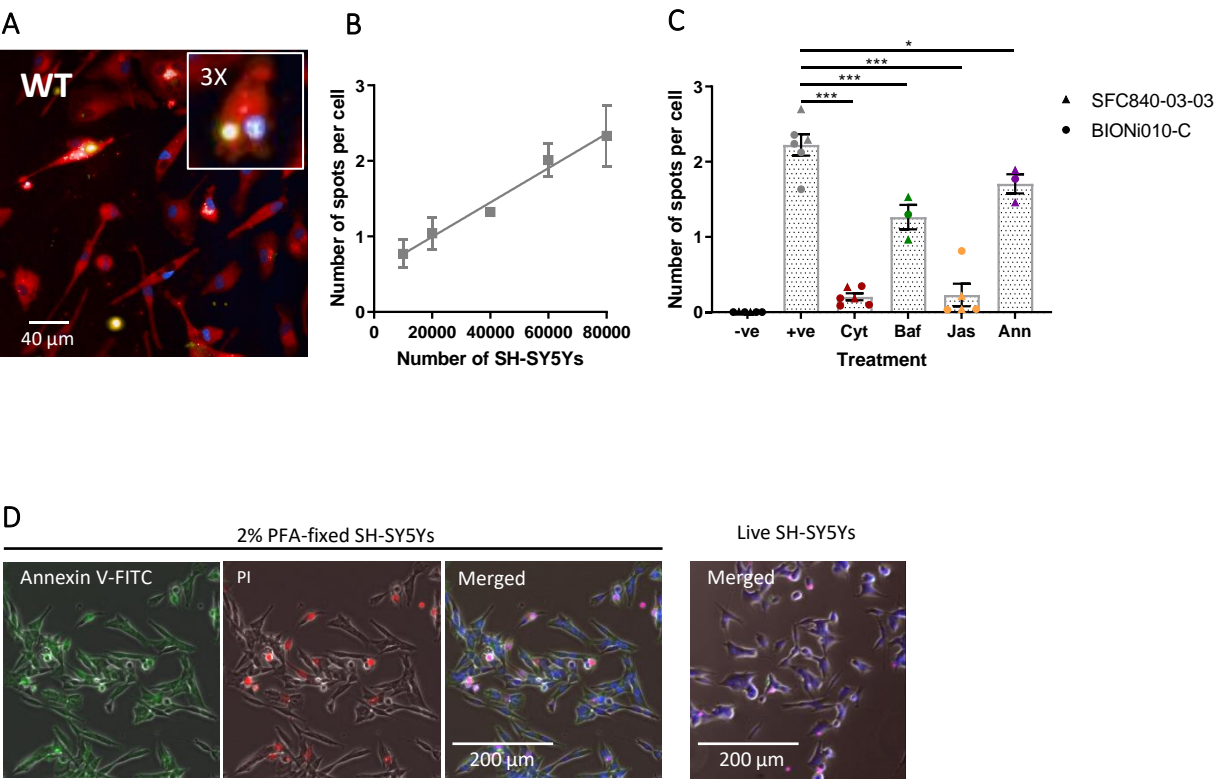 A
WT
3X
40 µm
B
Number of spots per cell
3
2
1
0
0 20000 40000 60000 80000
Number of SH-SY5Ys
C
*
***
***
***
Number of spots per cell
3
2
1
0
-ve +ve Cyt Baf Jas Ann
Treatment
SFC840-03-03
BIONi010-C
D
2% PFA-fixed SH-SY5Ys
Live SH-SY5Ys
Annexin V-FITC
PI
Merged
200 µm
Merged
200 µm